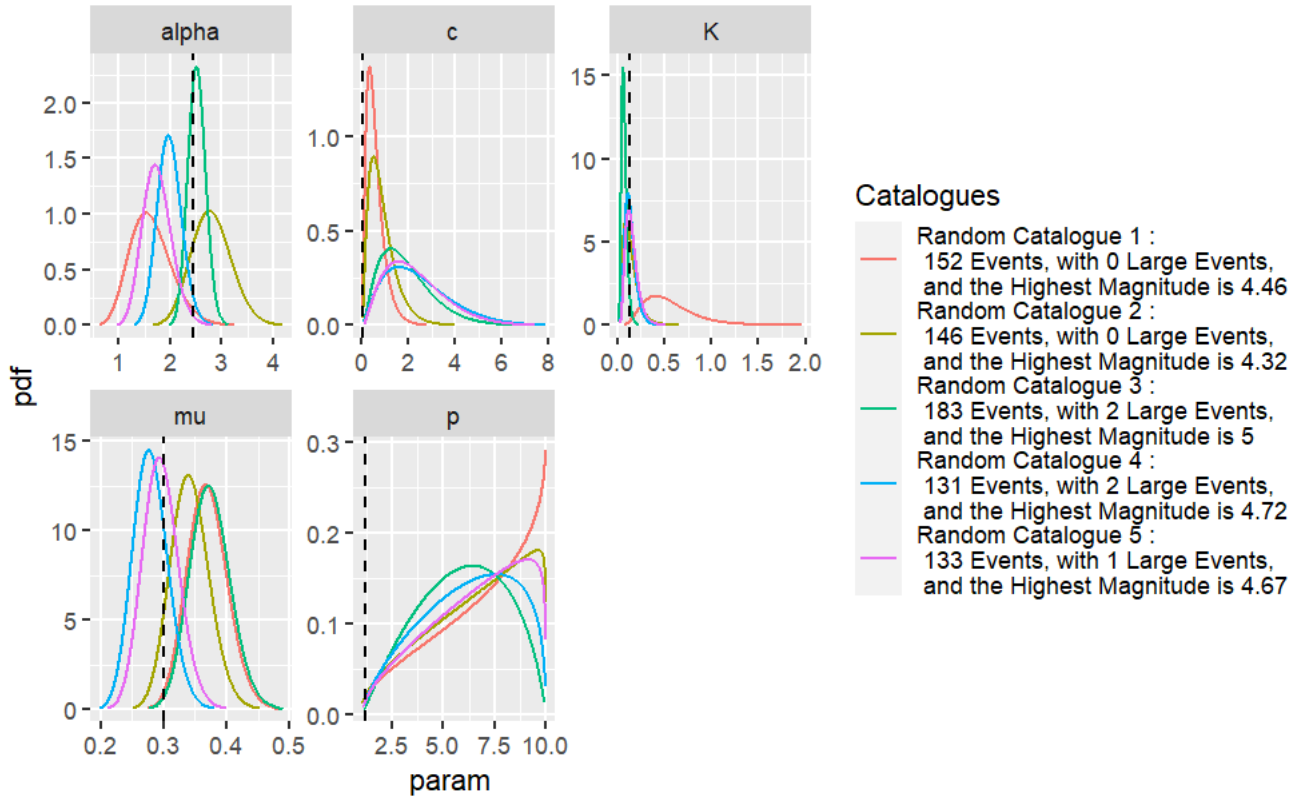 alpha
c
K
2.0
1.5
1.0
0.5
0.0
1 2 3 4
1.0
0.5
0.0
0 2 4 6 8
15
10
5
0
0.0 0.5 1.0 1.5 2.0
pdf
mu
p
15
10
5
0
0.2 0.3 0.4 0.5
0.3
0.2
0.1
0.0
2.5 5.0 7.5 10.0
param
Catalogues
Random Catalogue 1 :
152 Events, with 0 Large Events,
and the Highest Magnitude is 4.46
Random Catalogue 2 :
146 Events, with 0 Large Events,
and the Highest Magnitude is 4.32
Random Catalogue 3 :
183 Events, with 2 Large Events,
and the Highest Magnitude is 5
Random Catalogue 4 :
131 Events, with 2 Large Events,
and the Highest Magnitude is 4.72
Random Catalogue 5 :
133 Events, with 1 Large Events,
and the Highest Magnitude is 4.67